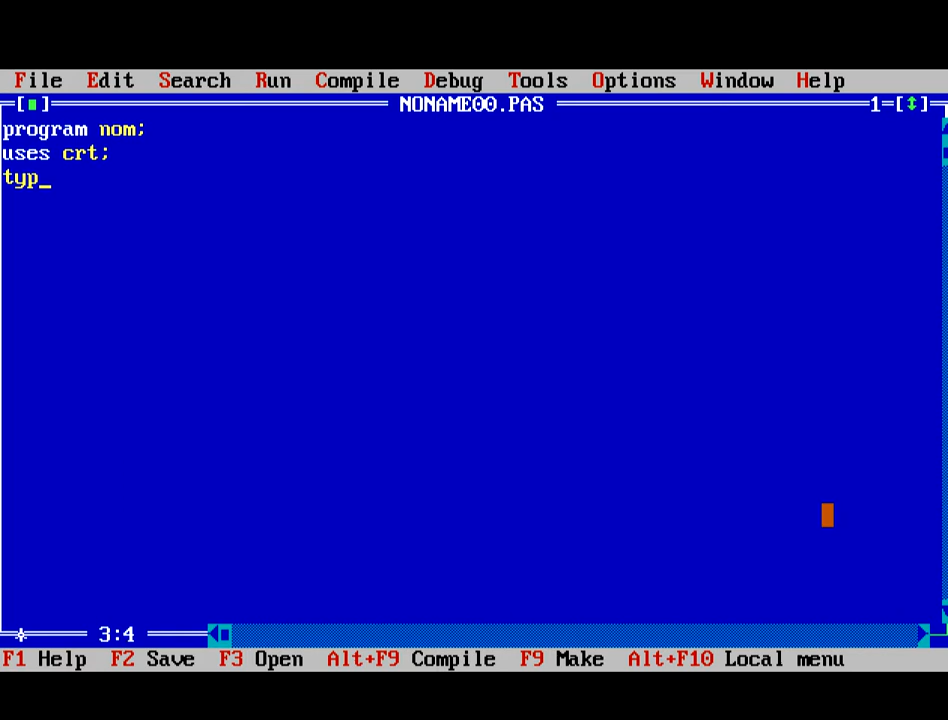 File Edit Search Run Compile Debug Tools Options Window Help
[■] NONAME00.PAS 1=[↕]
program nom;
uses crt;
typ_
3:4
F1 Help F2 Save F3 Open Alt+F9 Compile F9 Make Alt+F10 Local menu